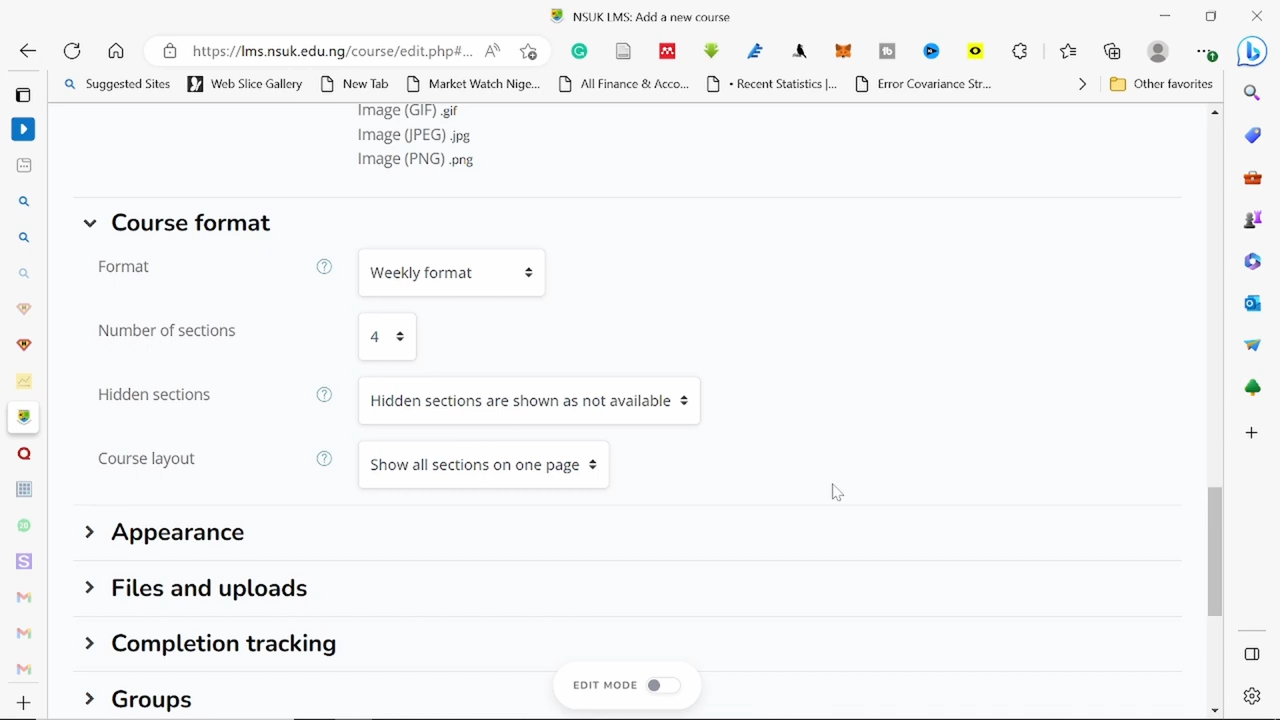 NSUK LMS: Add a new course
https://lms.nsuk.edu.ng/course/edit.php#...
Suggested Sites
Web Slice Gallery
New Tab
Market Watch Nige...
All Finance & Acco...
• Recent Statistics |...
Error Covariance Str...
Other favorites
Image (GIF) .gif
Image (JPEG) .jpg
Image (PNG) .png
Course format
Format
Weekly format
Number of sections
4
Hidden sections
Hidden sections are shown as not available
Course layout
Show all sections on one page
Appearance
Files and uploads
Completion tracking
EDIT MODE
Groups